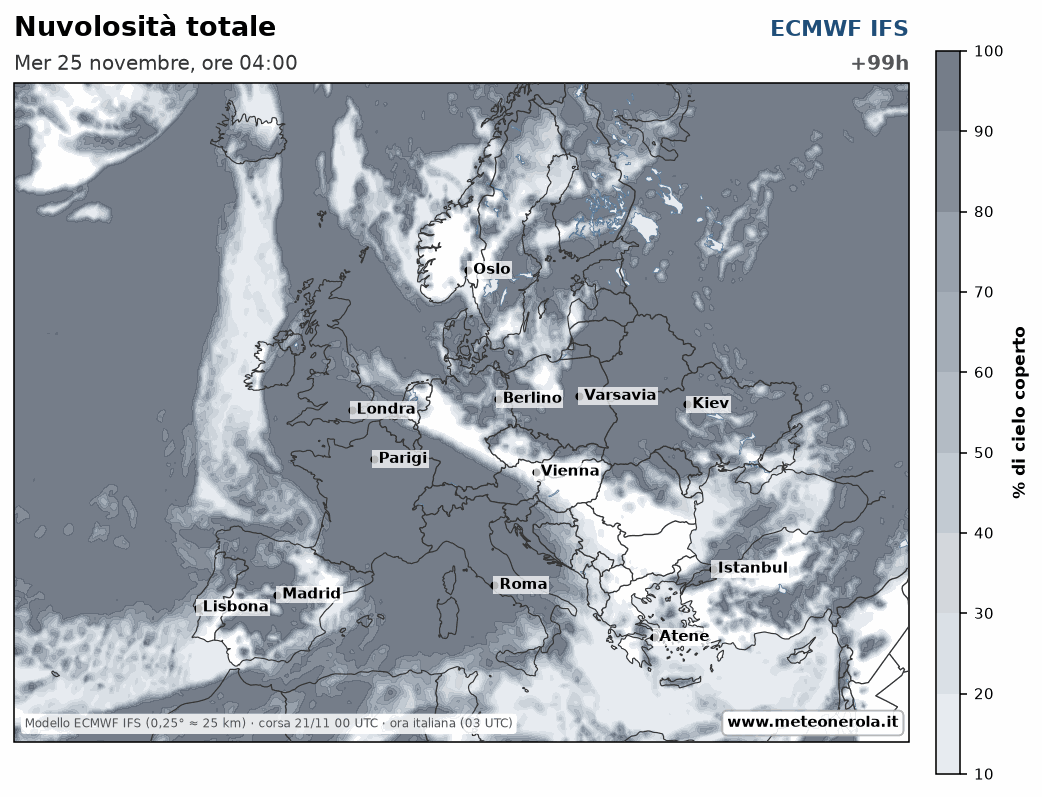 Nuvolosità totale
ECMWF IFS
Mer 25 novembre, ore 04:00
+99h
Oslo
Londra
Berlino
Varsavia
Kiev
Parigi
Vienna
Istanbul
Roma
Madrid
Lisbona
Atene
Modello ECMWF IFS (0,25° ≈ 25 km) · corsa 21/11 00 UTC · ora italiana (03 UTC)
www.meteonerola.it
100
90
80
70
60
50
40
30
20
10
% di cielo coperto